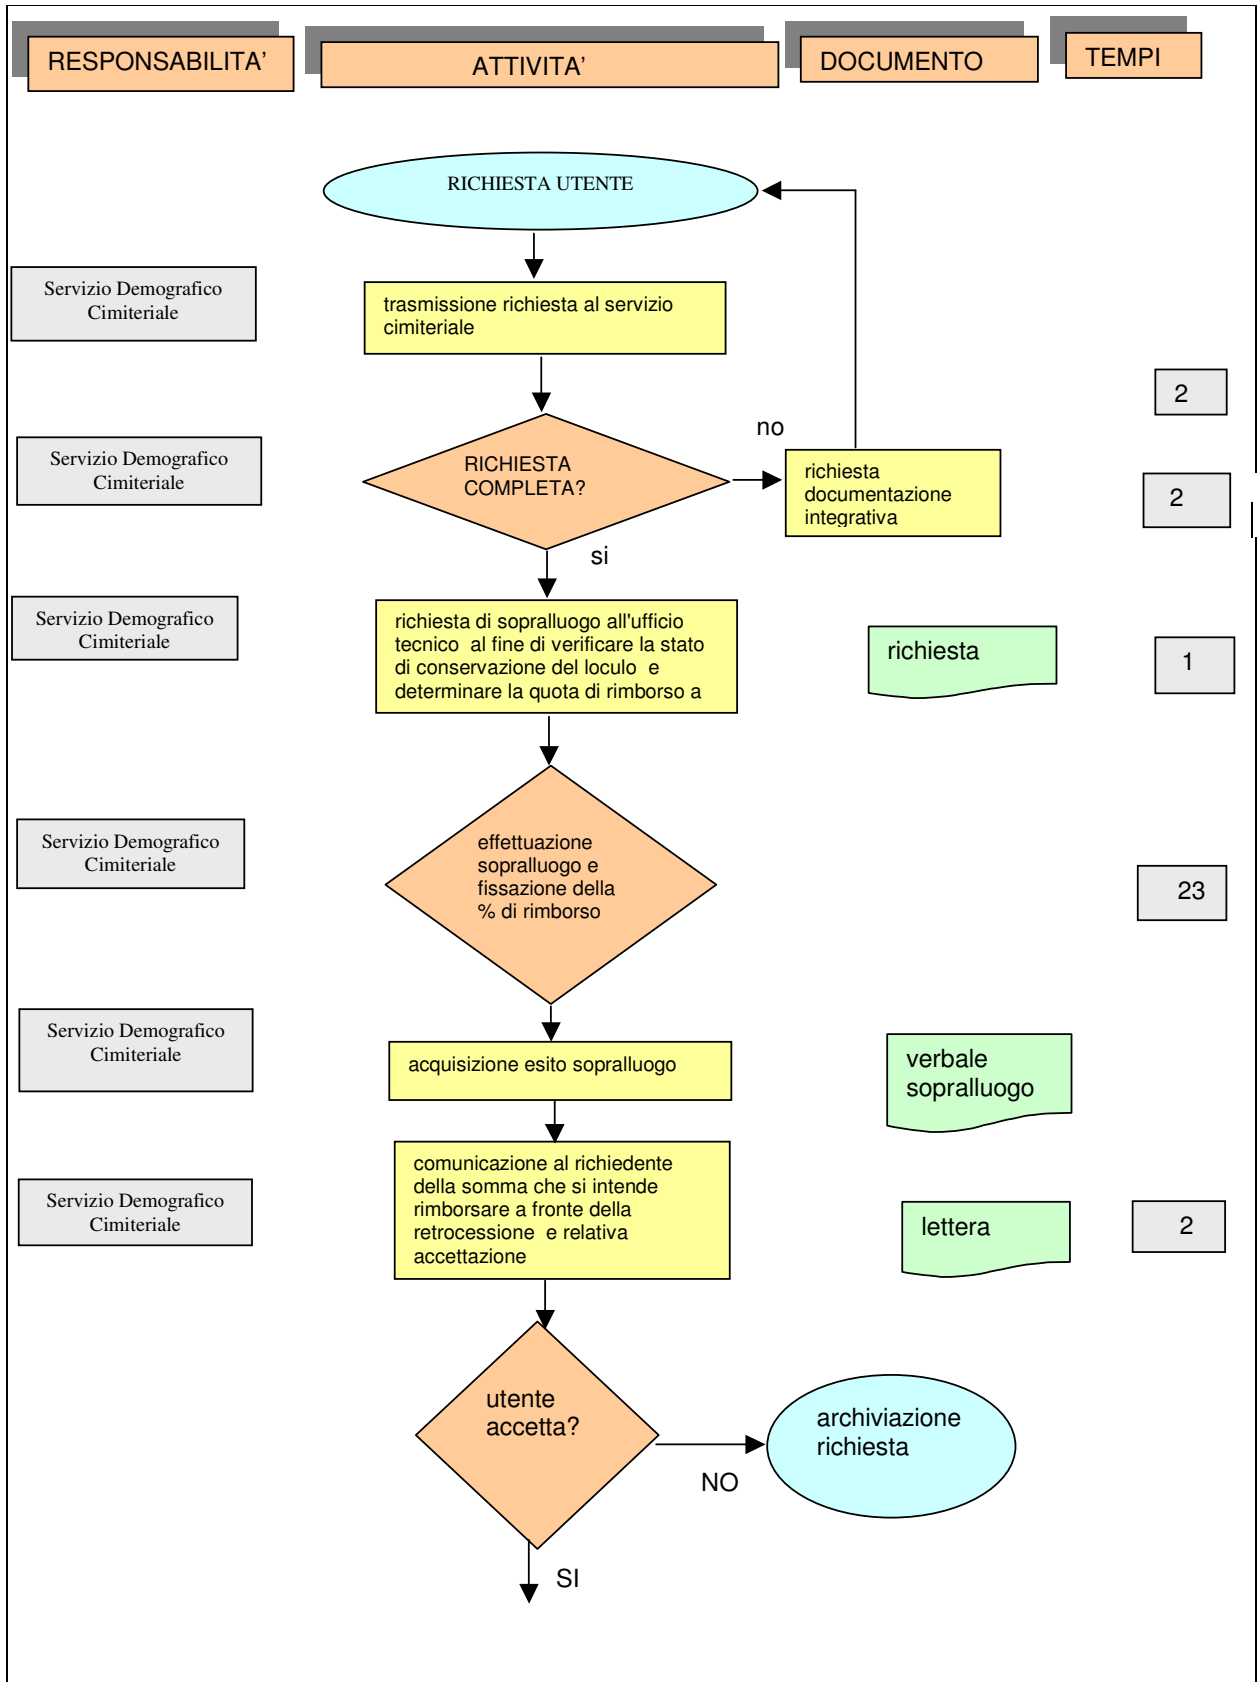 RESPONSABILITA'
ATTIVITA'
DOCUMENTO
TEMPI
RICHIESTA UTENTE
Servizio Demografico
Cimiteriale
trasmissione richiesta al servizio
cimiteriale
2
Servizio Demografico
Cimiteriale
RICHIESTA
COMPLETA?
no
richiesta
documentazione
integrativa
2
si
Servizio Demografico
Cimiteriale
richiesta di sopralluogo all'ufficio
tecnico al fine di verificare la stato
di conservazione del loculo e
determinare la quota di rimborso a
richiesta
1
Servizio Demografico
Cimiteriale
effettuazione
sopralluogo e
fissazione della
% di rimborso
23
Servizio Demografico
Cimiteriale
acquisizione esito sopralluogo
verbale
sopralluogo
Servizio Demografico
Cimiteriale
comunicazione al richiedente
della somma che si intende
rimborsare a fronte della
retrocessione e relativa
accettazione
lettera
2
utente
accetta?
NO
archiviazione
richiesta
SI